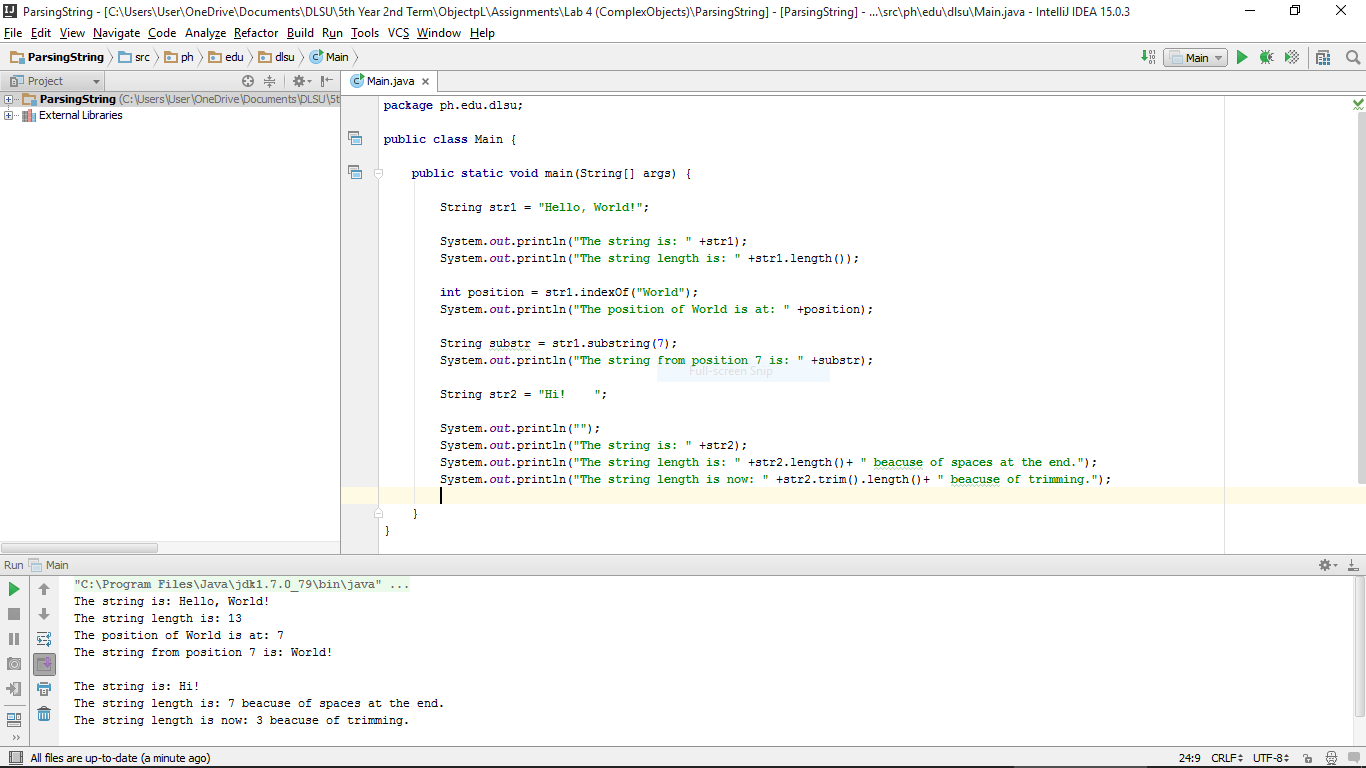 ParsingString - [C:\Users\User\OneDrive\Documents\DLSU\5th Year 2nd Term\ObjectpL\Assignments\Lab 4 (ComplexObjects)\ParsingString] - [ParsingString] - ...\src\ph\edu\dlsu\Main.java - IntelliJ IDEA 15.0.3
File Edit View Navigate Code Analyze Refactor Build Run Tools VCS Window Help
ParsingString src ph edu dlsu Main Main
Project Main.java
ParsingString (C:\Users\User\OneDrive\Documents\DLSU\5t
External Libraries
package ph.edu.dlsu;
public class Main {
public static void main(String[] args) {
String str1 = "Hello, World!";
System.out.println("The string is: " +str1);
System.out.println("The string length is: " +str1.length());
int position = str1.indexOf("World");
System.out.println("The position of World is at: " +position);
String substr = str1.substring(7);
System.out.println("The string from position 7 is: " +substr);
Full-screen Snip
String str2 = "Hi!    ";
System.out.println("");
System.out.println("The string is: " +str2);
System.out.println("The string length is: " +str2.length()+ " beacuse of spaces at the end.");
System.out.println("The string length is now: " +str2.trim().length()+ " beacuse of trimming.");
}
}
Run Main
"C:\Program Files\Java\jdk1.7.0_79\bin\java" ...
The string is: Hello, World!
The string length is: 13
The position of World is at: 7
The string from position 7 is: World!
The string is: Hi!
The string length is: 7 beacuse of spaces at the end.
The string length is now: 3 beacuse of trimming.
All files are up-to-date (a minute ago) 24:9 CRLF UTF-8